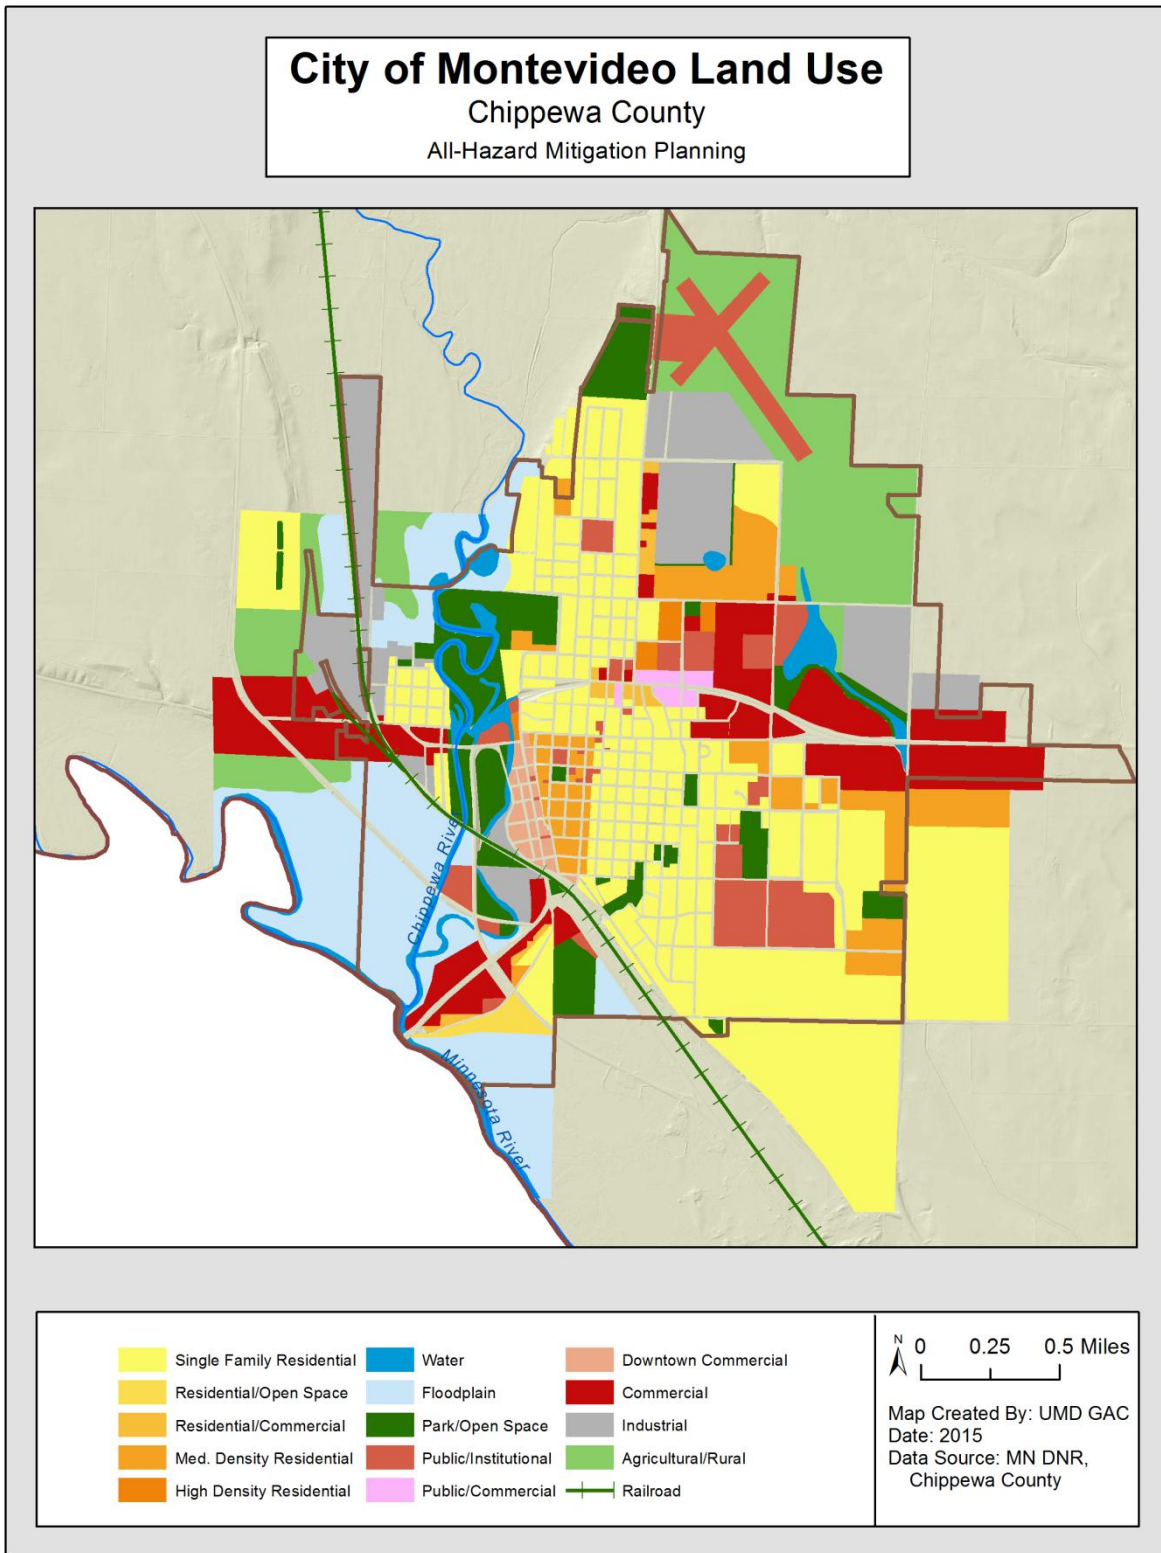 City of Montevideo Land Use
Chippewa County
All-Hazard Mitigation Planning
Chippewa River
Minnesota River
Single Family Residential
Residential/Open Space
Residential/Commercial
Med. Density Residential
High Density Residential
Water
Floodplain
Park/Open Space
Public/Institutional
Public/Commercial
Downtown Commercial
Commercial
Industrial
Agricultural/Rural
Railroad
N
0 0.25 0.5 Miles
Map Created By: UMD GAC
Date: 2015
Data Source: MN DNR,
Chippewa County